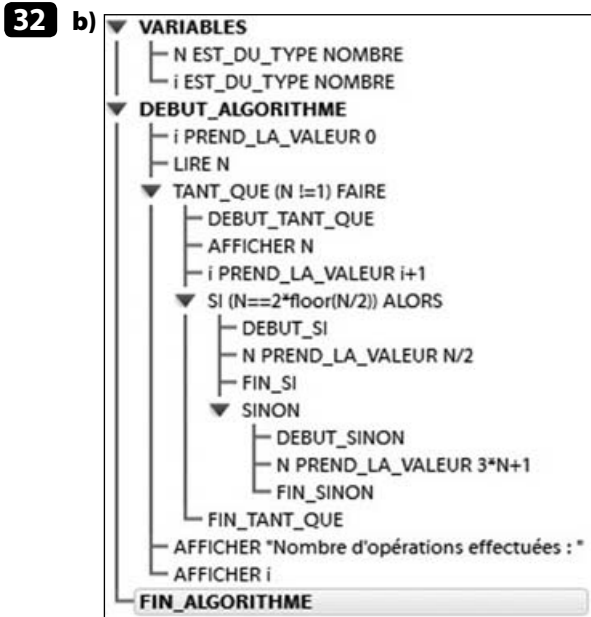 32 b)
VARIABLES
N EST_DU_TYPE NOMBRE
i EST_DU_TYPE NOMBRE
DEBUT_ALGORITHME
i PREND_LA_VALEUR 0
LIRE N
TANT_QUE (N !=1) FAIRE
DEBUT_TANT_QUE
AFFICHER N
i PREND_LA_VALEUR i+1
SI (N==2*floor(N/2)) ALORS
DEBUT_SI
N PREND_LA_VALEUR N/2
FIN_SI
SINON
DEBUT_SINON
N PREND_LA_VALEUR 3*N+1
FIN_SINON
FIN_TANT_QUE
AFFICHER "Nombre d'opérations effectuées : "
AFFICHER i
FIN_ALGORITHME